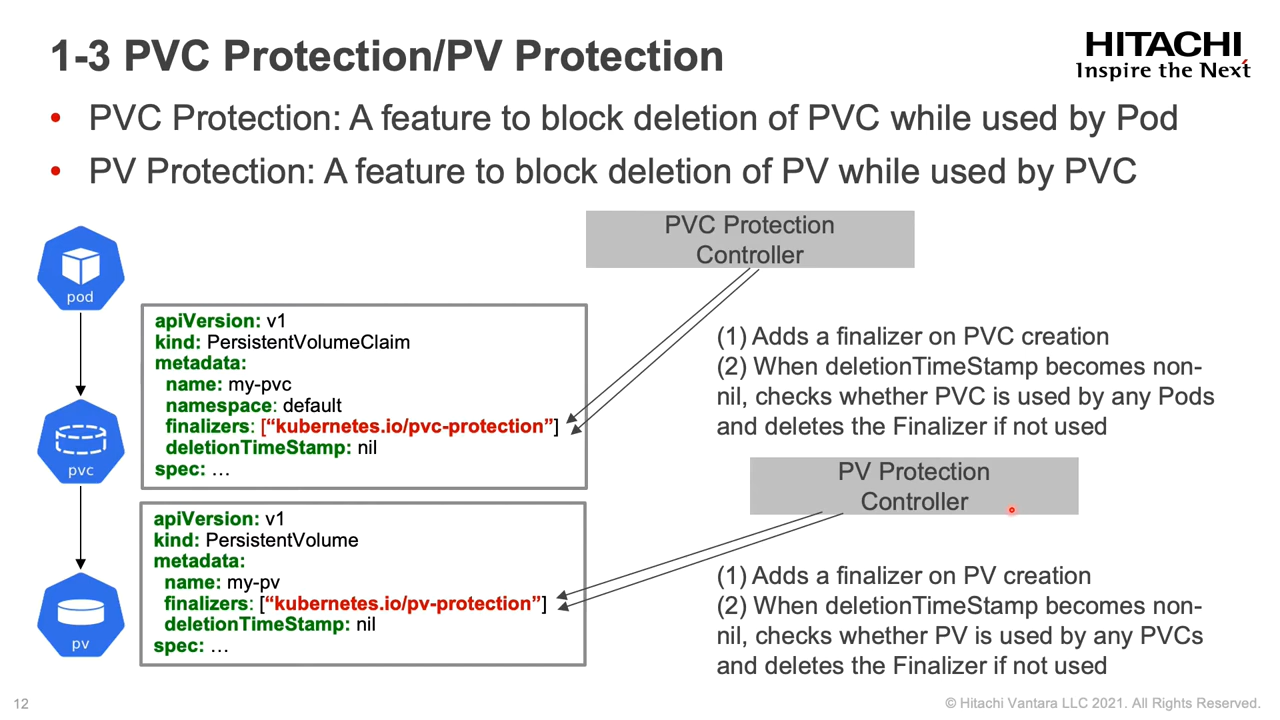 1-3 PVC Protection/PV Protection
HITACHI
Inspire the Next
• PVC Protection: A feature to block deletion of PVC while used by Pod
• PV Protection: A feature to block deletion of PV while used by PVC
PVC Protection
Controller
pod
apiVersion: v1
kind: PersistentVolumeClaim
metadata:
name: my-pvc
namespace: default
finalizers: [“kubernetes.io/pvc-protection”]
deletionTimeStamp: nil
spec: …
(1) Adds a finalizer on PVC creation
(2) When deletionTimeStamp becomes non-
nil, checks whether PVC is used by any Pods
and deletes the Finalizer if not used
pvc
PV Protection
Controller
apiVersion: v1
kind: PersistentVolume
metadata:
name: my-pv
finalizers: [“kubernetes.io/pv-protection”]
deletionTimeStamp: nil
spec: …
(1) Adds a finalizer on PV creation
(2) When deletionTimeStamp becomes non-
nil, checks whether PV is used by any PVCs
and deletes the Finalizer if not used
pv
12
© Hitachi Vantara LLC 2021. All Rights Reserved.